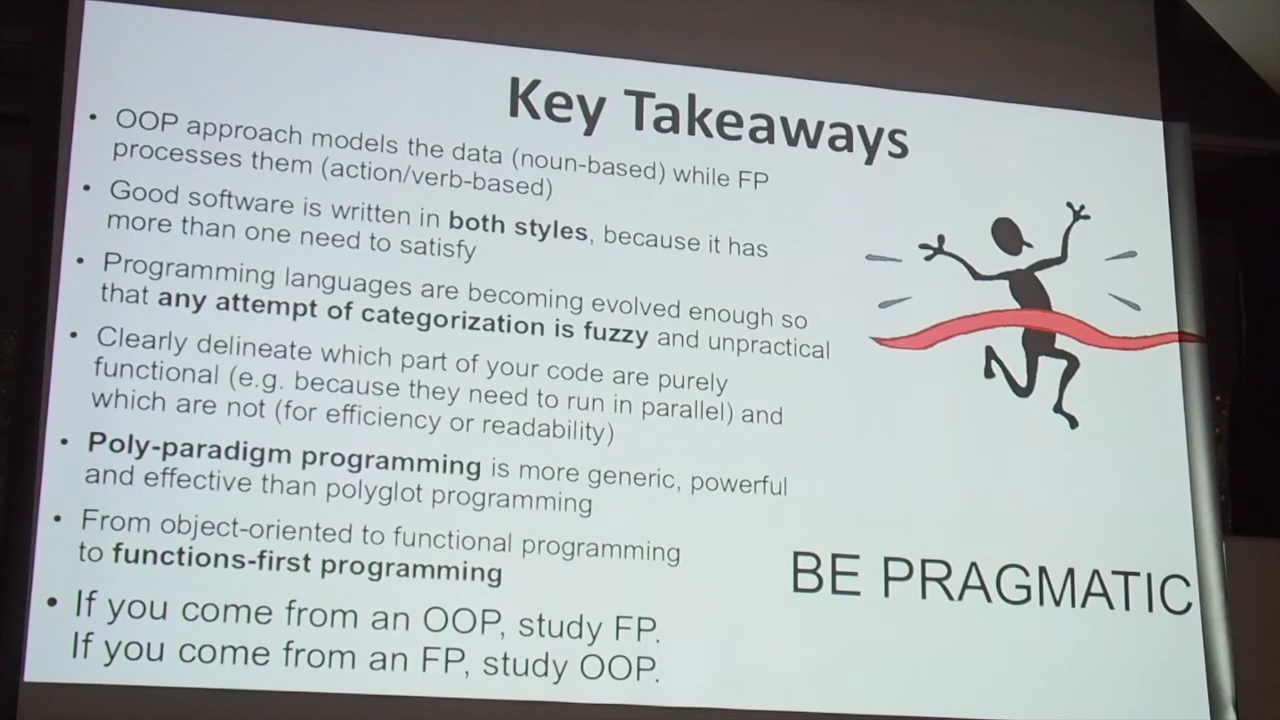 Key Takeaways
• OOP approach models the data (noun-based) while FP
processes them (action/verb-based)
• Good software is written in both styles, because it has
more than one need to satisfy
• Programming languages are becoming evolved enough so
that any attempt of categorization is fuzzy and unpractical
• Clearly delineate which part of your code are purely
functional (e.g. because they need to run in parallel) and
which are not (for efficiency or readability)
• Poly-paradigm programming is more generic, powerful
and effective than polyglot programming
• From object-oriented to functional programming
to functions-first programming
• If you come from an OOP, study FP.
If you come from an FP, study OOP.
BE PRAGMATIC